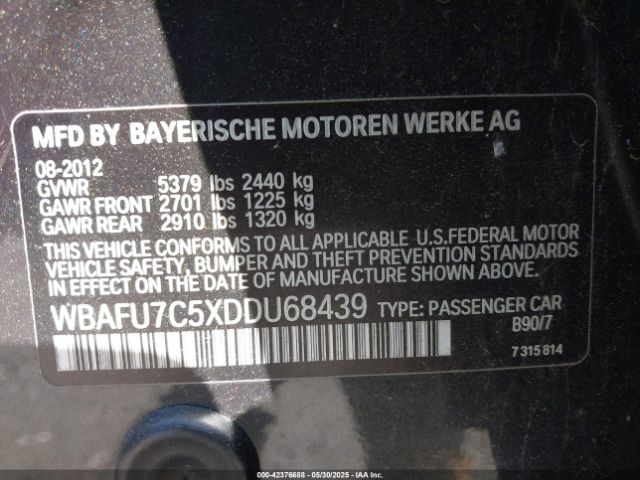 MFD BY BAYERISCHE MOTOREN WERKE AG
08-2012
GVWR 5379 lbs 2440 kg
GAWR FRONT 2701 lbs 1225 kg
GAWR REAR 2910 lbs 1320 kg
THIS VEHICLE CONFORMS TO ALL APPLICABLE U.S.FEDERAL MOTOR
VEHICLE SAFETY, BUMPER, AND THEFT PREVENTION STANDARDS
IN EFFECT ON THE DATE OF MANUFACTURE SHOWN ABOVE.
WBAFU7C5XDDU68439 TYPE: PASSENGER CAR
B90/7
7 315 814
000-42376688 - 05/30/2025 - IAAI, Inc.